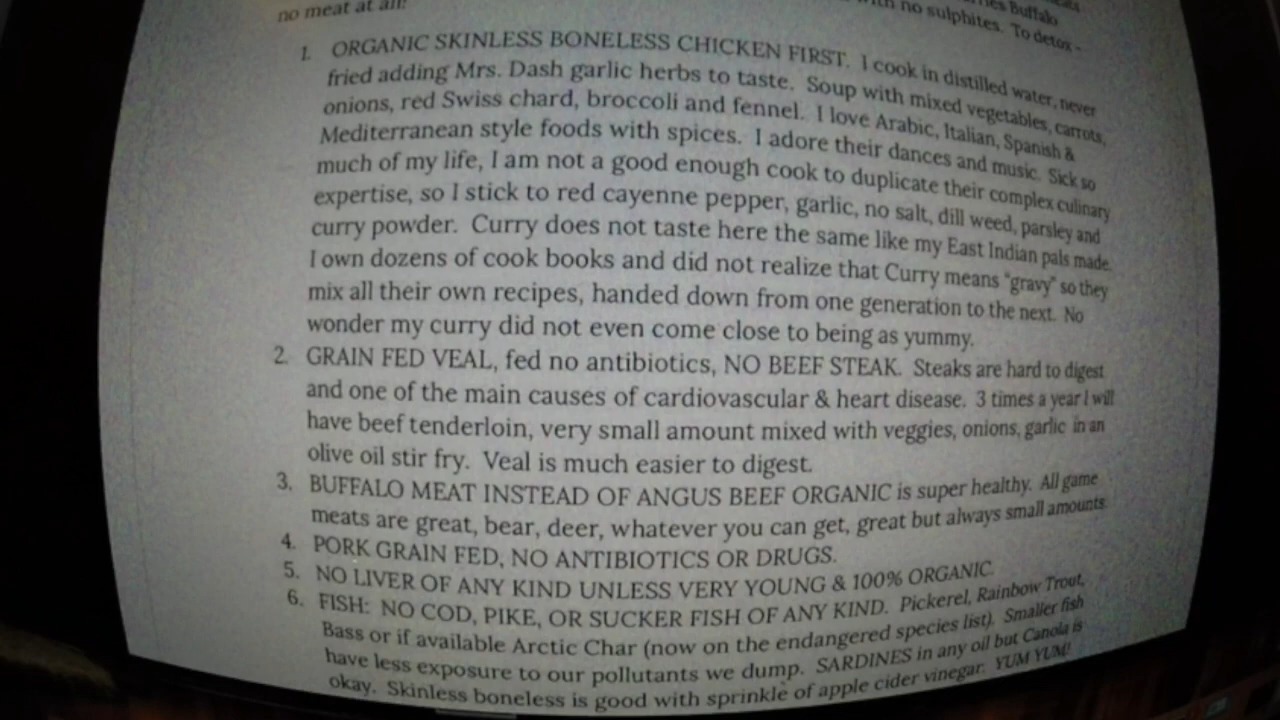 no meat at all!
ries Buffalo
with no sulphites. To detox -
1. ORGANIC SKINLESS BONELESS CHICKEN FIRST. I cook in distilled water, never
fried adding Mrs. Dash garlic herbs to taste. Soup with mixed vegetables, carrots,
onions, red Swiss chard, broccoli and fennel. I love Arabic, Italian, Spanish &
Mediterranean style foods with spices. I adore their dances and music. Sick so
much of my life, I am not a good enough cook to duplicate their complex culinary
expertise, so I stick to red cayenne pepper, garlic, no salt, dill weed, parsley and
curry powder. Curry does not taste here the same like my East Indian pals made.
I own dozens of cook books and did not realize that Curry means "gravy" so they
mix all their own recipes, handed down from one generation to the next. No
wonder my curry did not even come close to being as yummy.
2. GRAIN FED VEAL, fed no antibiotics, NO BEEF STEAK. Steaks are hard to digest
and one of the main causes of cardiovascular & heart disease. 3 times a year I will
have beef tenderloin, very small amount mixed with veggies, onions, garlic in an
olive oil stir fry. Veal is much easier to digest.
3. BUFFALO MEAT INSTEAD OF ANGUS BEEF ORGANIC is super healthy. All game
meats are great, bear, deer, whatever you can get, great but always small amounts.
4. PORK GRAIN FED, NO ANTIBIOTICS OR DRUGS.
5. NO LIVER OF ANY KIND UNLESS VERY YOUNG & 100% ORGANIC.
6. FISH: NO COD, PIKE, OR SUCKER FISH OF ANY KIND. Pickerel, Rainbow Trout,
Bass or if available Arctic Char (now on the endangered species list). Smaller fish
have less exposure to our pollutants we dump. SARDINES in any oil but Canola is
okay. Skinless boneless is good with sprinkle of apple cider vinegar. YUM YUM!